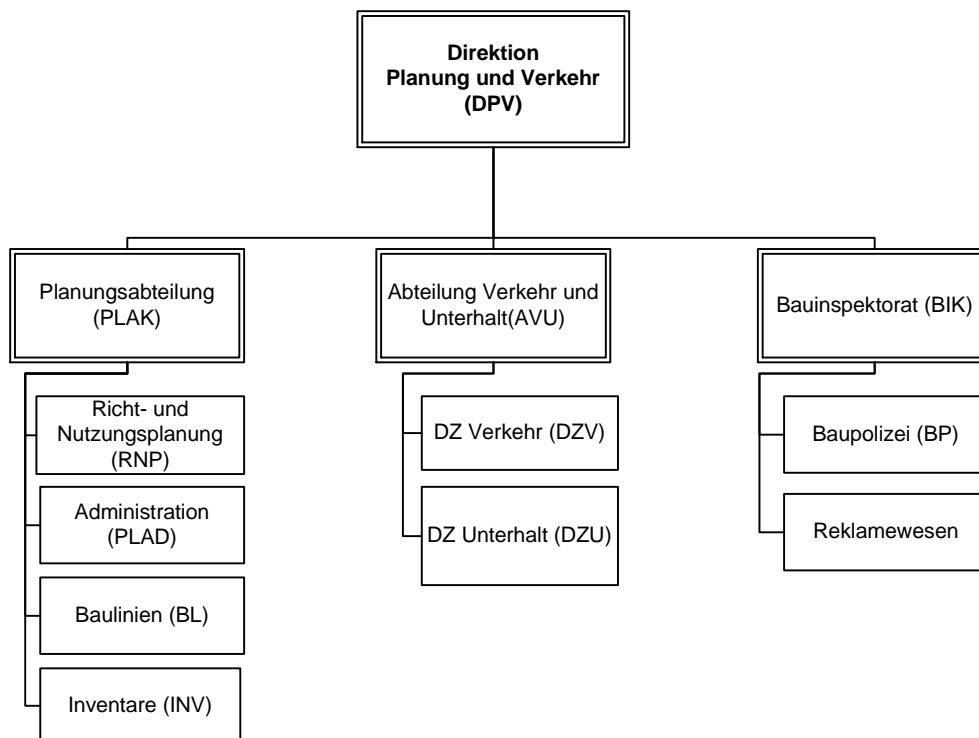 Direktion
Planung und Verkehr
(DPV)
Planungsabteilung
(PLAK)
Abteilung Verkehr und
Unterhalt(AVU)
Bauinspektorat (BIK)
Richt- und
Nutzungsplanung
(RNP)
Administration
(PLAD)
Baulinien (BL)
Inventare (INV)
DZ Verkehr (DZV)
DZ Unterhalt (DZU)
Baupolizei (BP)
Reklamewesen